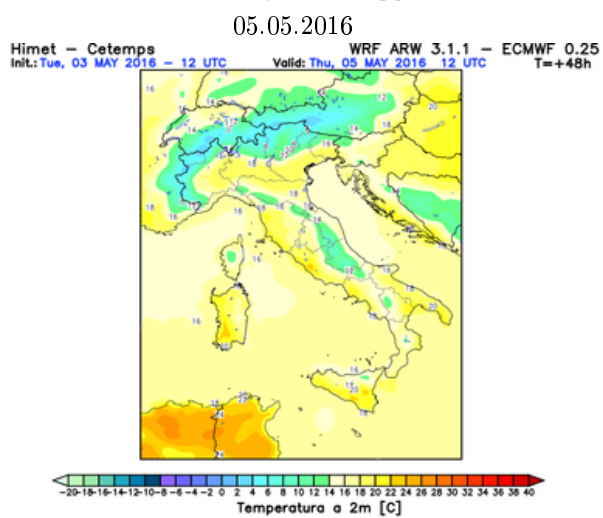 05.05.2016
Himet - Cetemps WRF ARW 3.1.1 - ECMWF 0.25
Init.: Tue, 03 MAY 2016 - 12 UTC Valid: Thu, 05 MAY 2016 12 UTC T=+48h
-20-18-16-14-12-10-8 -6 -4 -2 0 2 4 6 8 10 12 14 16 18 20 22 24 26 28 30 32 34 36 38 40
Temperatura a 2m [C]